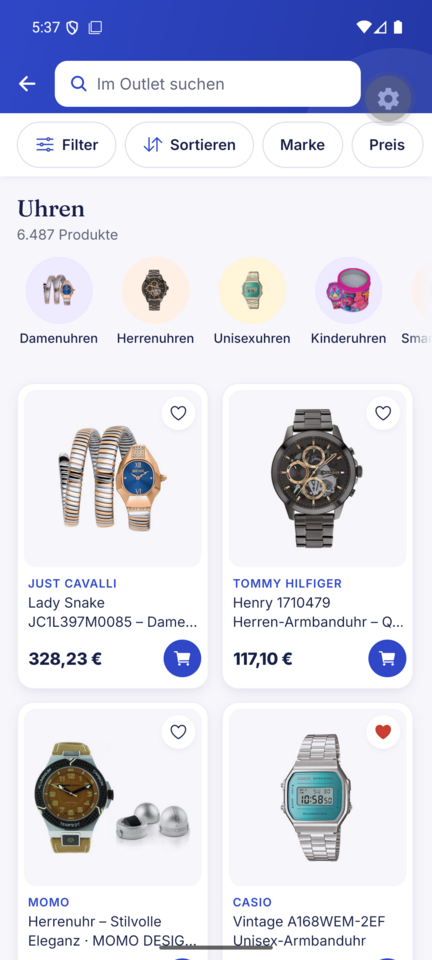 5:37
Im Outlet suchen
Filter
Sortieren
Marke
Preis
Uhren
6.487 Produkte
Damenuhren
Herrenuhren
Unisexuhren
Kinderuhren
JUST CAVALLI
Lady Snake
JC1L397M0085 – Dame...
328,23 €
TOMMY HILFIGER
Henry 1710479
Herren-Armbanduhr – Q...
117,10 €
MOMO
Herrenuhr – Stilvolle
Eleganz · MOMO DESIG...
CASIO
Vintage A168WEM-2EF
Unisex-Armbanduhr